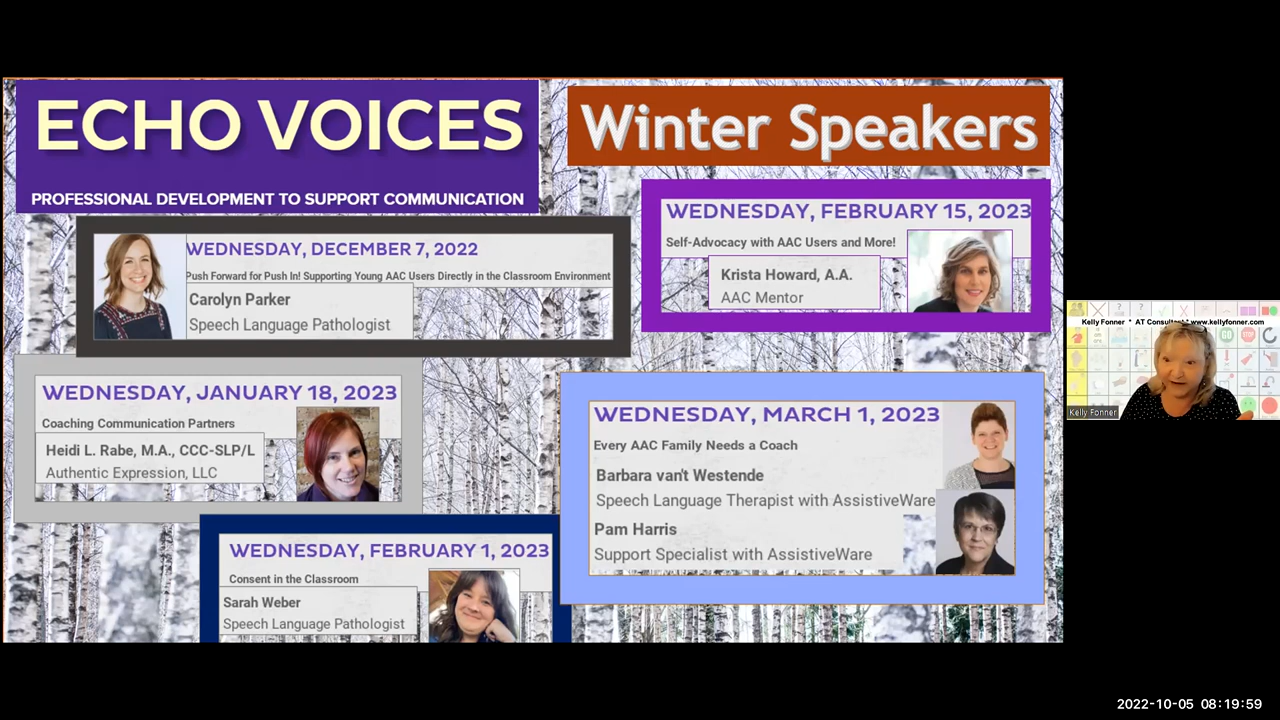 ECHO VOICES
PROFESSIONAL DEVELOPMENT TO SUPPORT COMMUNICATION
Winter Speakers
WEDNESDAY, DECEMBER 7, 2022
Push Forward for Push In! Supporting Young AAC Users Directly in the Classroom Environment
Carolyn Parker
Speech Language Pathologist
WEDNESDAY, JANUARY 18, 2023
Coaching Communication Partners
Heidi L. Rabe, M.A., CCC-SLP/L
Authentic Expression, LLC
WEDNESDAY, FEBRUARY 1, 2023
Consent in the Classroom
Sarah Weber
Speech Language Pathologist
WEDNESDAY, FEBRUARY 15, 2023
Self-Advocacy with AAC Users and More!
Krista Howard, A.A.
AAC Mentor
WEDNESDAY, MARCH 1, 2023
Every AAC Family Needs a Coach
Barbara van't Westende
Speech Language Therapist with AssistiveWare
Pam Harris
Support Specialist with AssistiveWare
Kelly Fonner * AT Consultant * www.kellyfonner.com
Kelly Fonner
2022-10-05 08:19:59